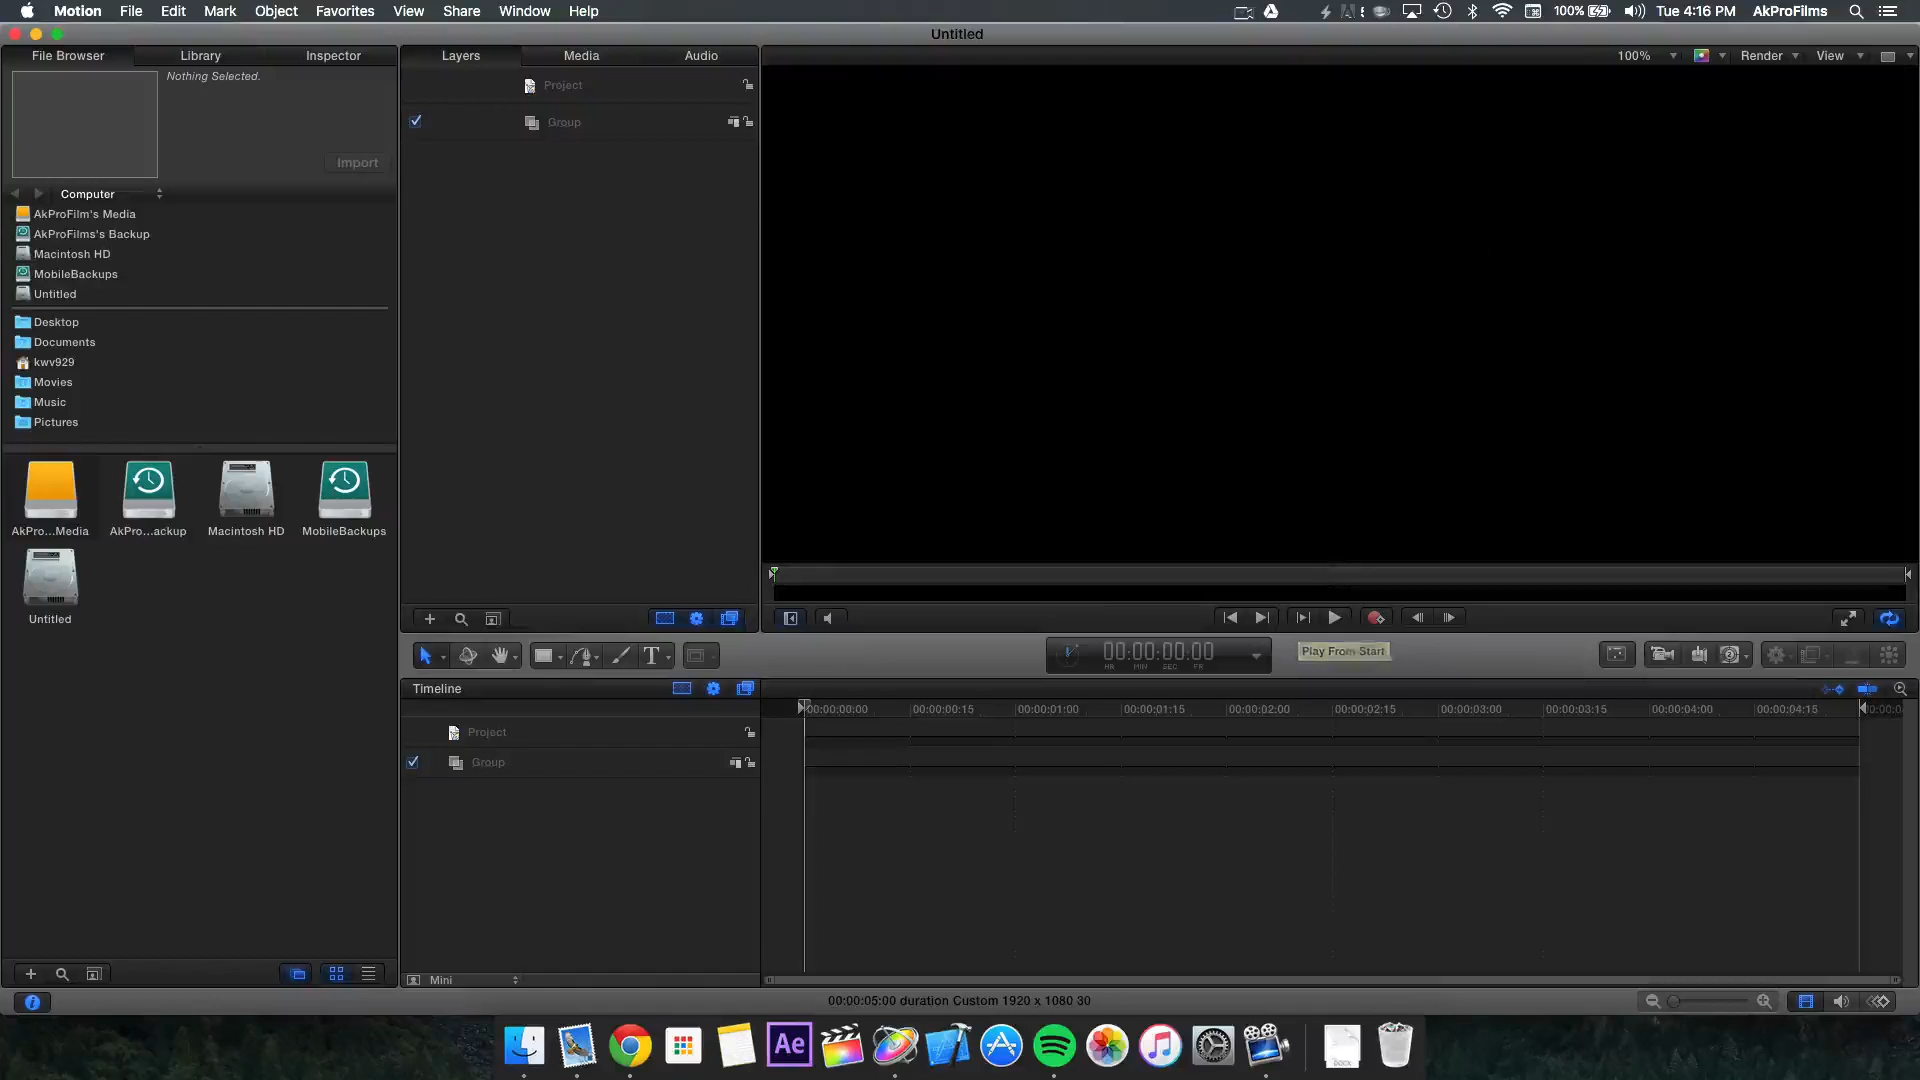 Motion File Edit Mark Object Favorites View Share Window Help
100% Tue 4:16 PM AkProFilms
Untitled
File Browser Library Inspector
Layers Media Audio
100% Render View
Nothing Selected.
Import
Project
Group
Computer
AkProFilm's Media
AkProFilms's Backup
Macintosh HD
MobileBackups
Untitled
Desktop
Documents
kwv929
Movies
Music
Pictures
AkPro...Media AkPro...ackup Macintosh HD MobileBackups
Untitled
T
00:00:00:00
HR MIN SEC FR
Play From Start
Timeline
00:00:00:00 00:00:00:15 00:00:01:00 00:00:01:15 00:00:02:00 00:00:02:15 00:00:03:00 00:00:03:15 00:00:04:00 00:00:04:15
Project
Group
Mini
00:00:05:00 duration Custom 1920 x 1080 30
Ae
DOCX